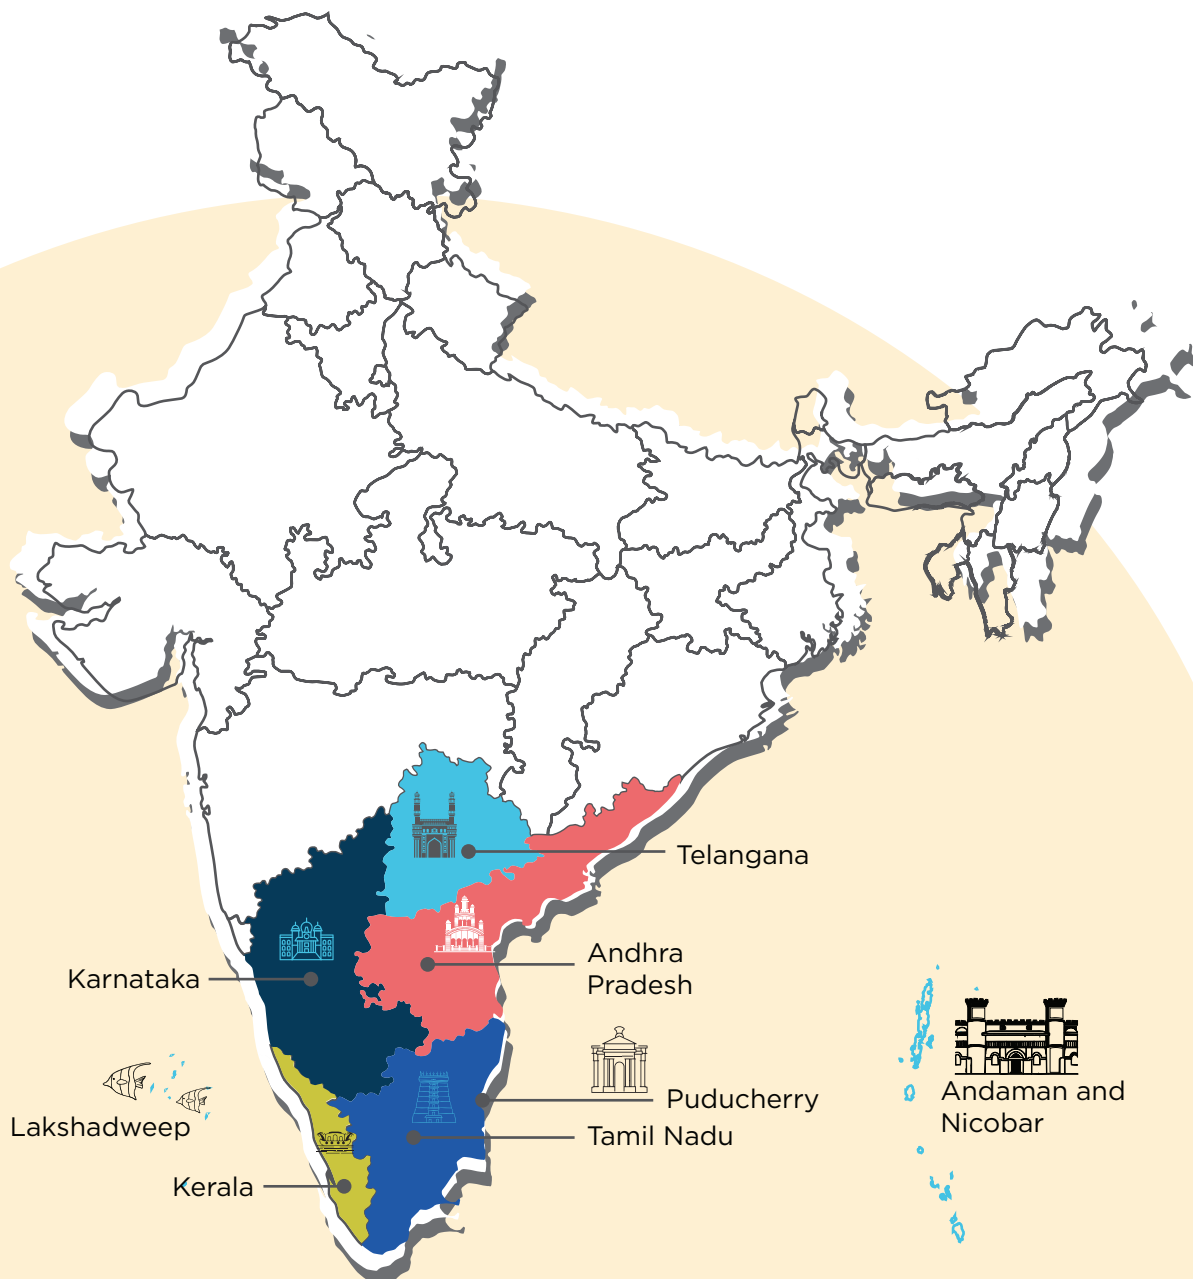 Telangana
Andhra
Pradesh
Karnataka
Andaman and
Nicobar
Puducherry
Lakshadweep
Tamil Nadu
Kerala